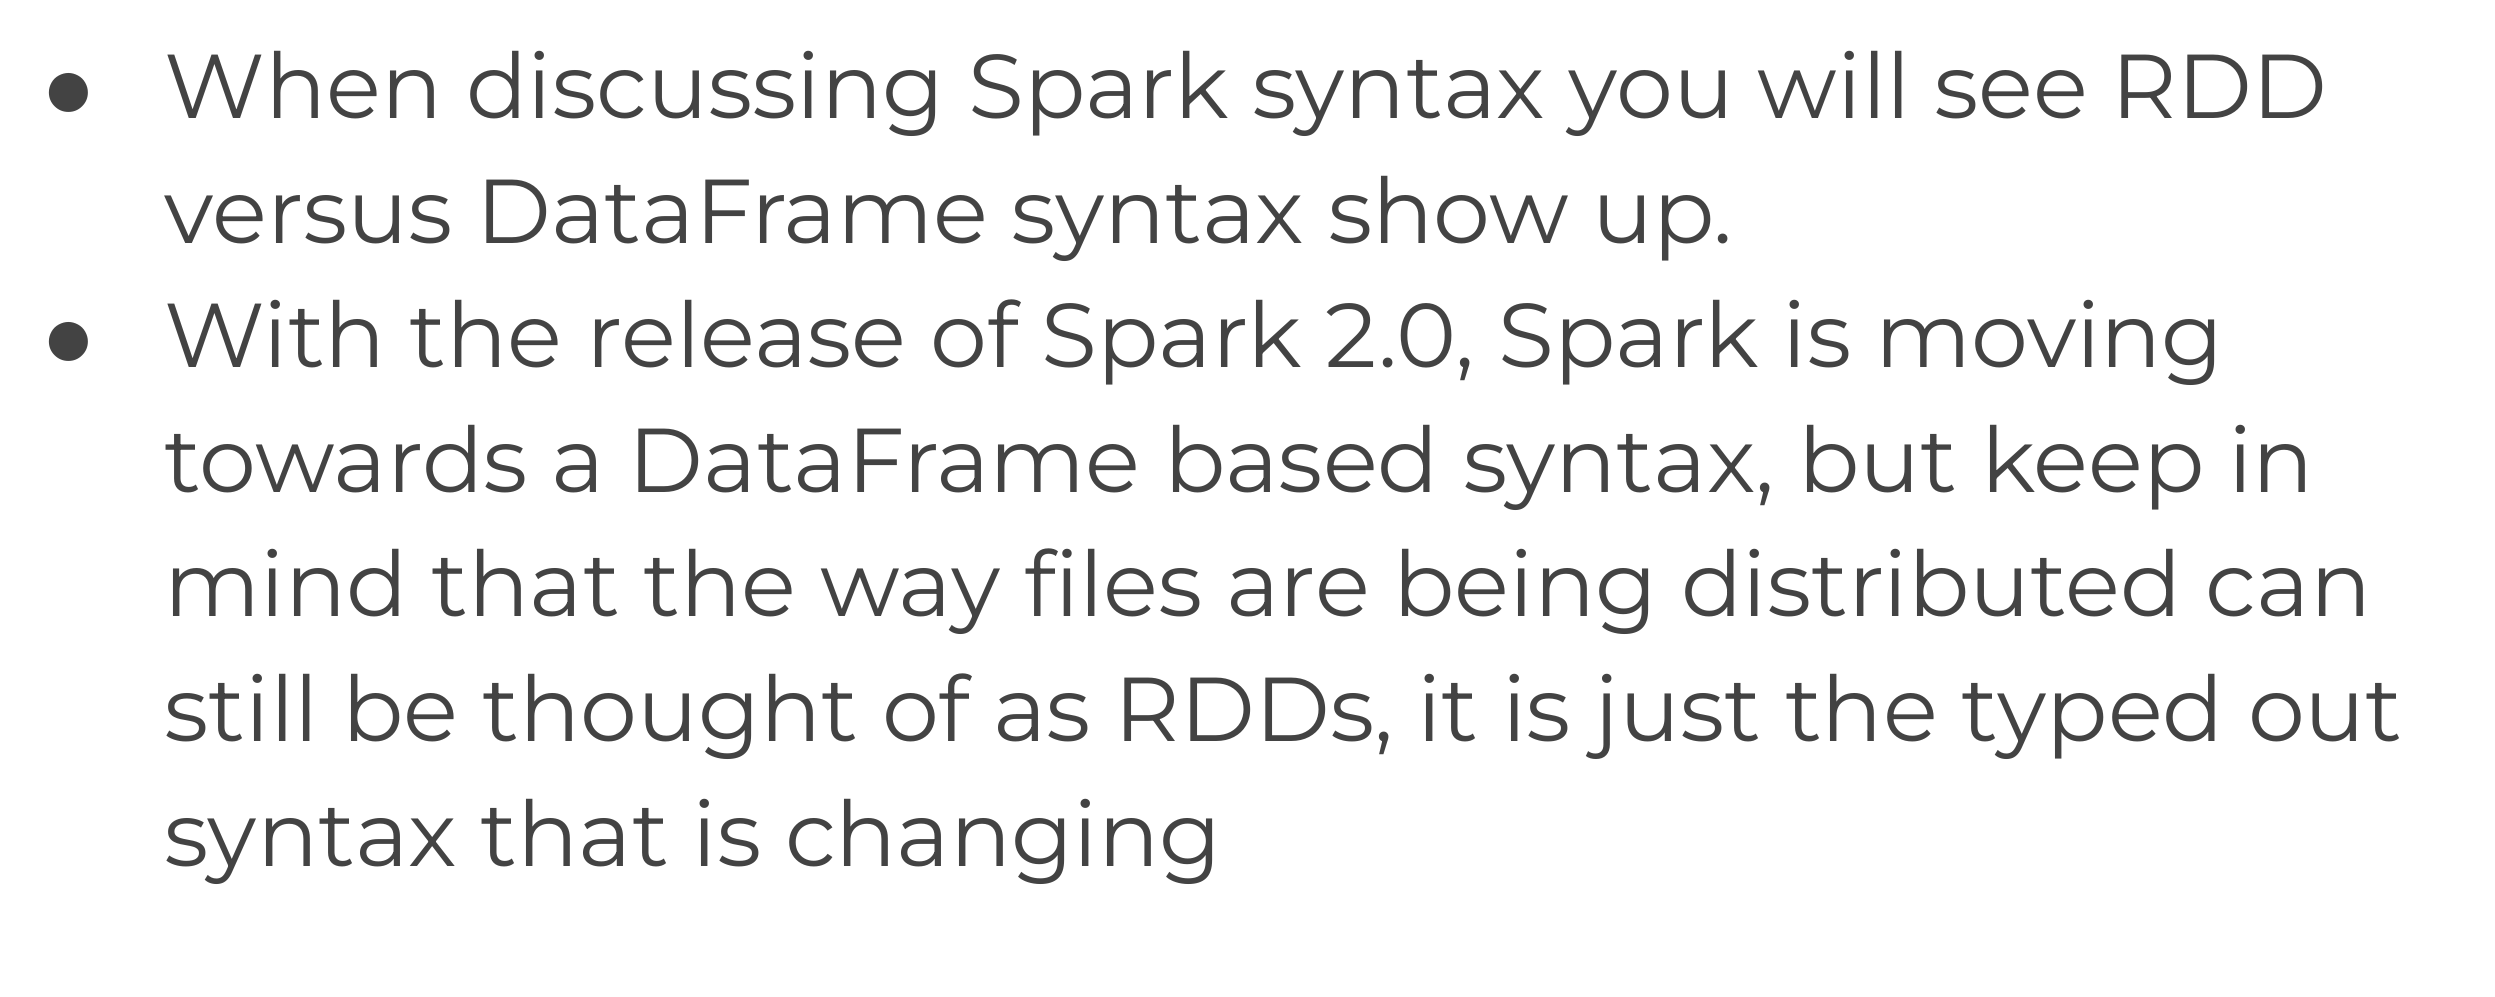 ● When discussing Spark syntax you will see RDD
versus DataFrame syntax show up.
● With the release of Spark 2.0, Spark is moving
towards a DataFrame based syntax, but keep in
mind that the way files are being distributed can
still be thought of as RDDs, it is just the typed out
syntax that is changing